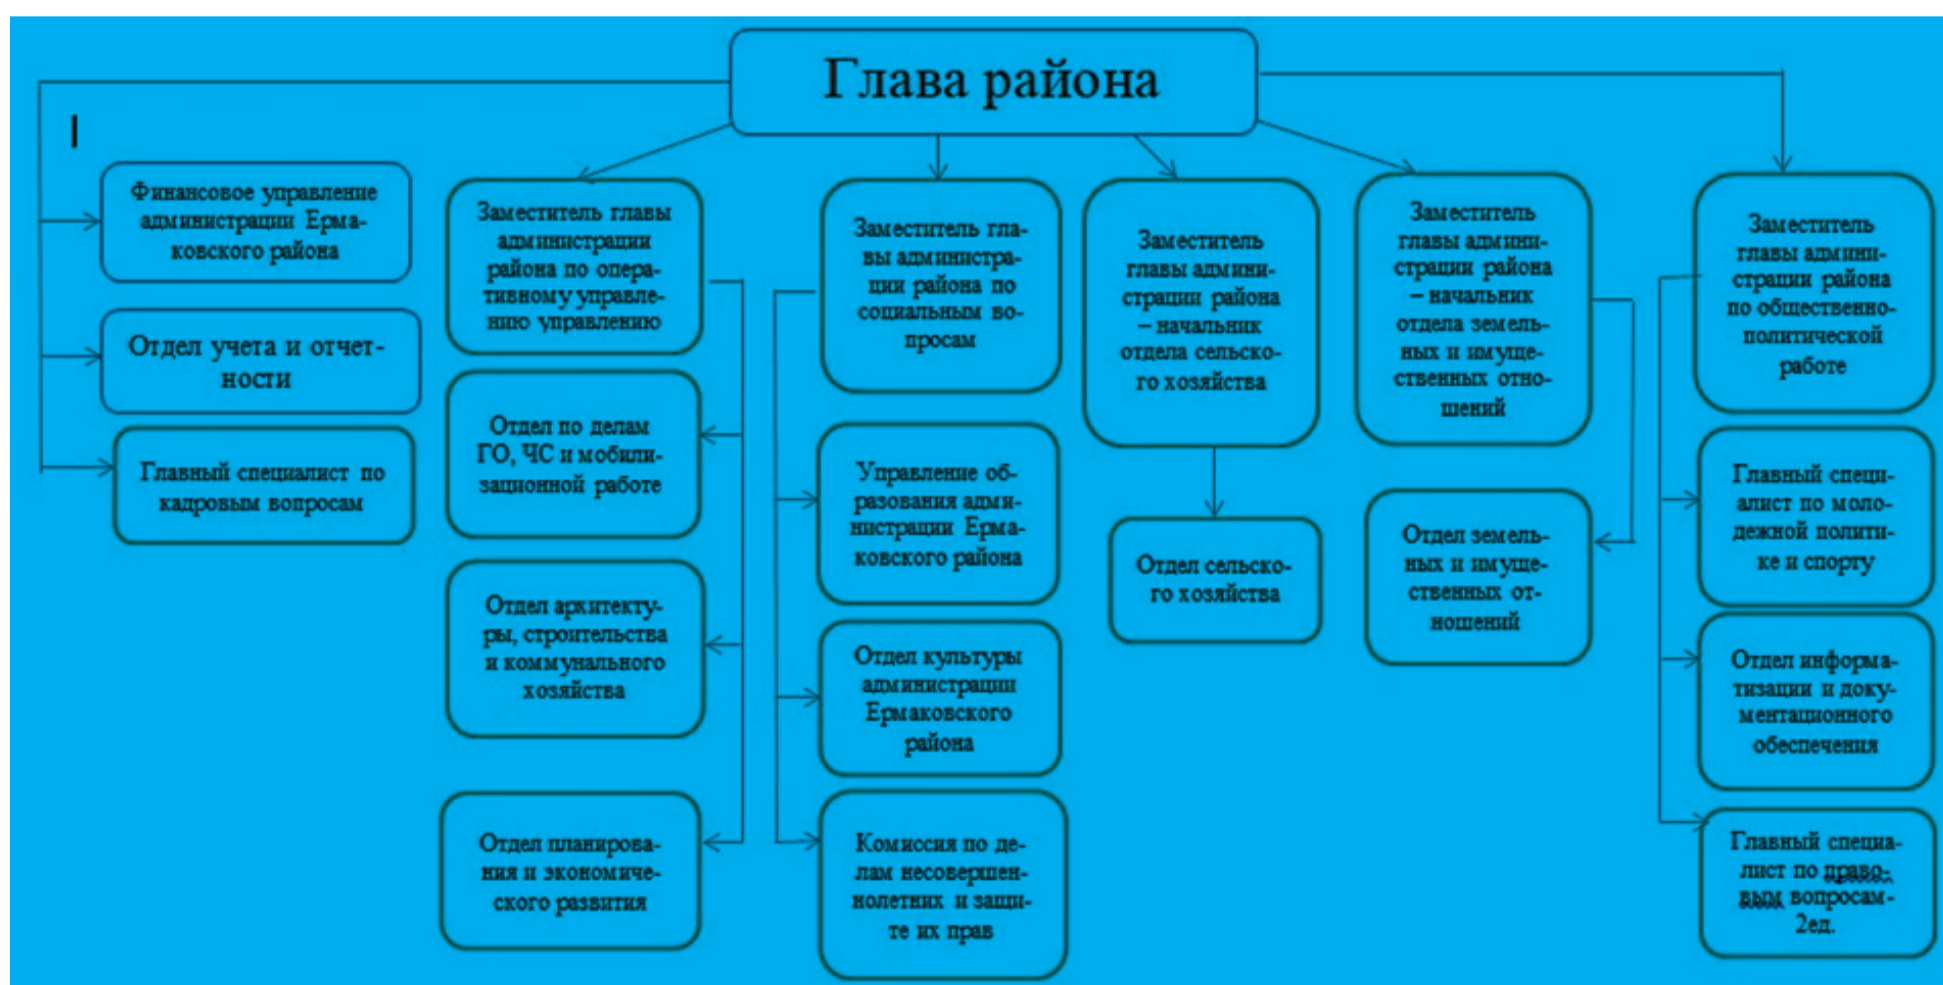 Глава района
Финансовое управление
администрации Ерма-
ковского района
Отдел учета и отчет-
ности
Главный специалист по
кадровым вопросам
Заместитель главы
администрации
района по опера-
тивному управле-
нию управлению
Отдел по делам
ГО, ЧС и мобили-
зационной работе
Отдел архитекту-
ры, строительства
и коммунального
хозяйства
Отдел планирова-
ния и экономиче-
ского развития
Заместитель гла-
вы администра-
ции района по
социальным во-
просам
Управление об-
разования адми-
нистрации Ерма-
ковского района
Отдел культуры
администрации
Ермаковского
района
Комиссия по де-
лам несовершен-
нолетних и защи-
те их прав
Заместитель
главы админи-
страции района
– начальник
отдела сельско-
го хозяйства
Отдел сельско-
го хозяйства
Заместитель
главы админи-
страции района
– начальник
отдела земель-
ных и имуще-
ственных отно-
шений
Отдел земель-
ных и имуще-
ственных от-
ношений
Заместитель
главы админи-
страции района
по общественно-
политической
работе
Главный специ-
алист по моло-
дежной полити-
ке и спорту
Отдел информа-
тизации и доку-
ментационного
обеспечения
Главный специа-
лист по право-
вым вопросам-
2ед.